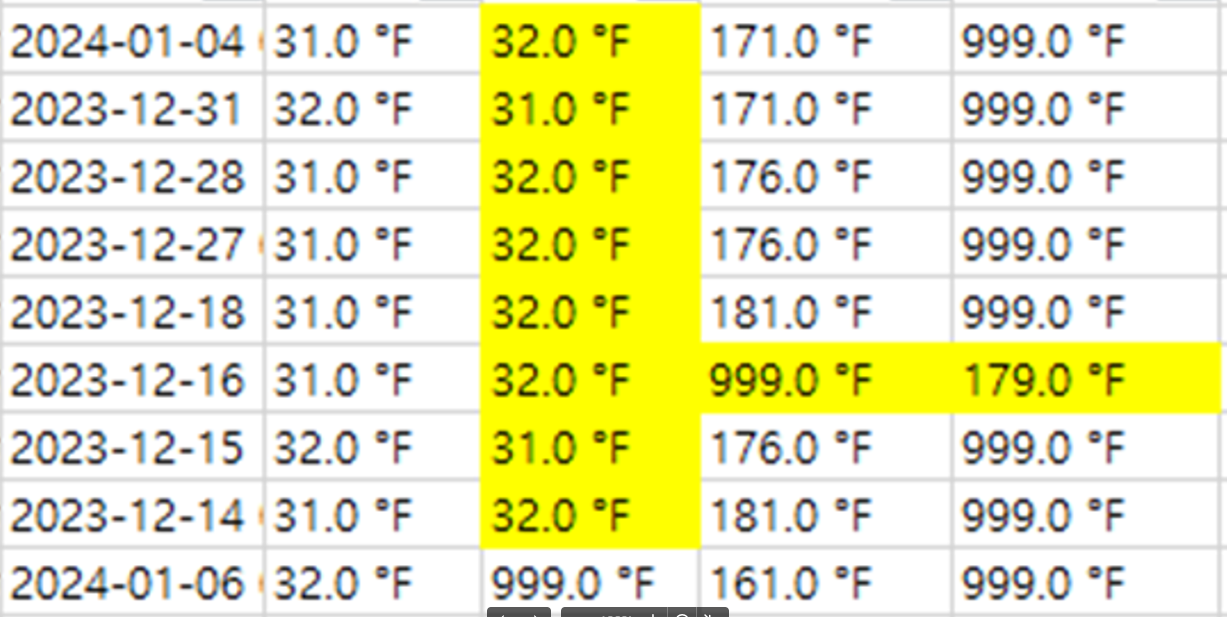 2024-01-04 31.0 °F 32.0 °F 171.0 °F 999.0 °F
2023-12-31 32.0 °F 31.0 °F 171.0 °F 999.0 °F
2023-12-28 31.0 °F 32.0 °F 176.0 °F 999.0 °F
2023-12-27 31.0 °F 32.0 °F 176.0 °F 999.0 °F
2023-12-18 31.0 °F 32.0 °F 181.0 °F 999.0 °F
2023-12-16 31.0 °F 32.0 °F 999.0 °F 179.0 °F
2023-12-15 32.0 °F 31.0 °F 176.0 °F 999.0 °F
2023-12-14 31.0 °F 32.0 °F 181.0 °F 999.0 °F
2024-01-06 32.0 °F 999.0 °F 161.0 °F 999.0 °F